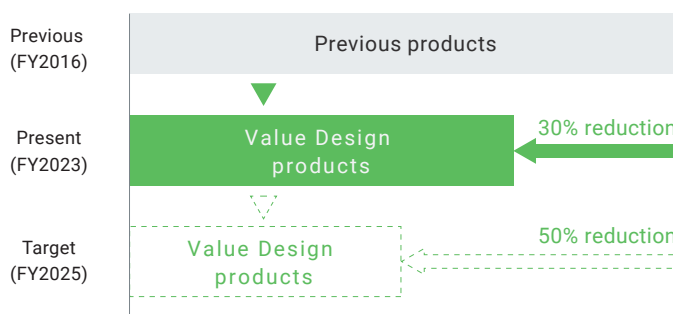 Previous
(FY2016)
Previous products
Present
(FY2023)
Value Design
products
30% reduction
Target
(FY2025)
Value Design
products
50% reduction